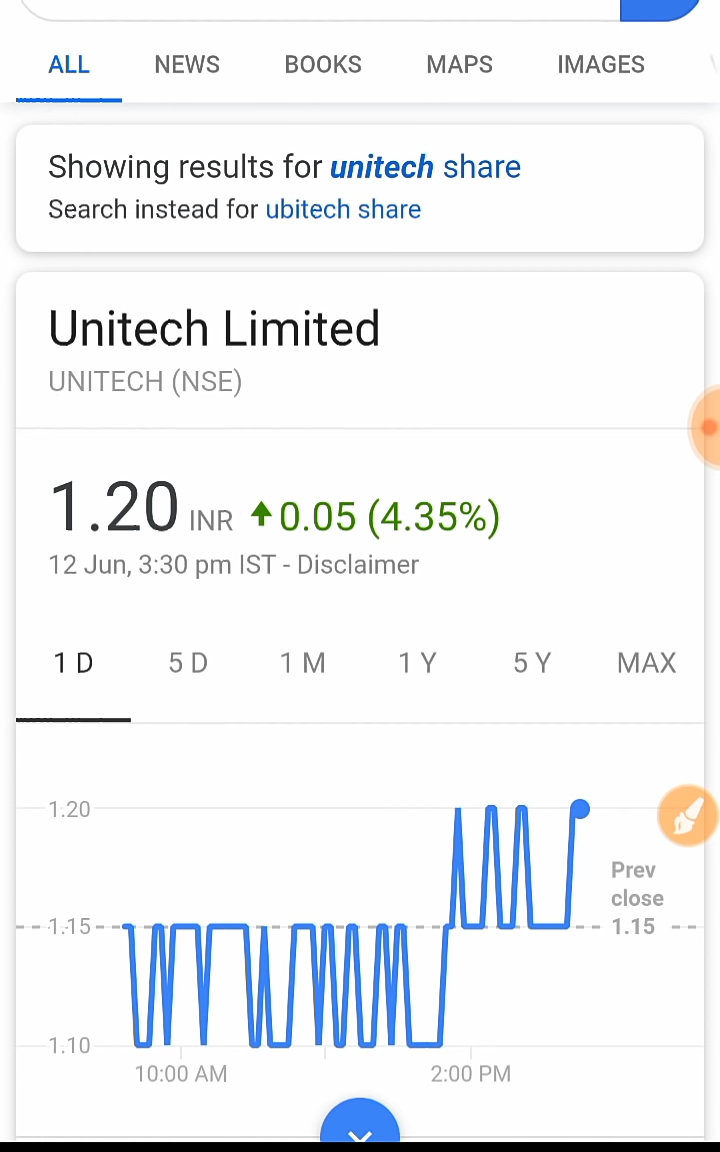 ALL NEWS BOOKS MAPS IMAGES
Showing results for unitech share
Search instead for ubitech share
Unitech Limited
UNITECH (NSE)
1.20 INR 0.05 (4.35%)
12 Jun, 3:30 pm IST - Disclaimer
1 D 5 D 1 M 1 Y 5 Y MAX
1.20
Prev
close
1.15 1.15
1.10
10:00 AM 2:00 PM